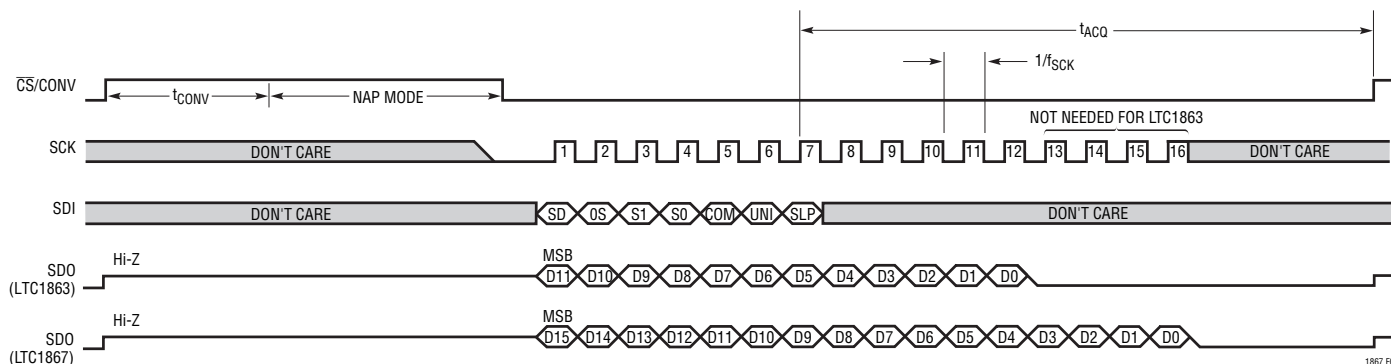 tACQ
1/fSCK
CS/CONV
tCONV
NAP MODE
NOT NEEDED FOR LTC1863
SCK
DON'T CARE
1 2 3 4 5 6 7 8 9 10 11 12 13 14 15 16
DON'T CARE
SDI
DON'T CARE
SD 0S S1 S0 COM UNI SLP
DON'T CARE
SDO
(LTC1863)
Hi-Z
MSB
D11 D10 D9 D8 D7 D6 D5 D4 D3 D2 D1 D0
SDO
(LTC1867)
Hi-Z
MSB
D15 D14 D13 D12 D11 D10 D9 D8 D7 D6 D5 D4 D3 D2 D1 D0
1867